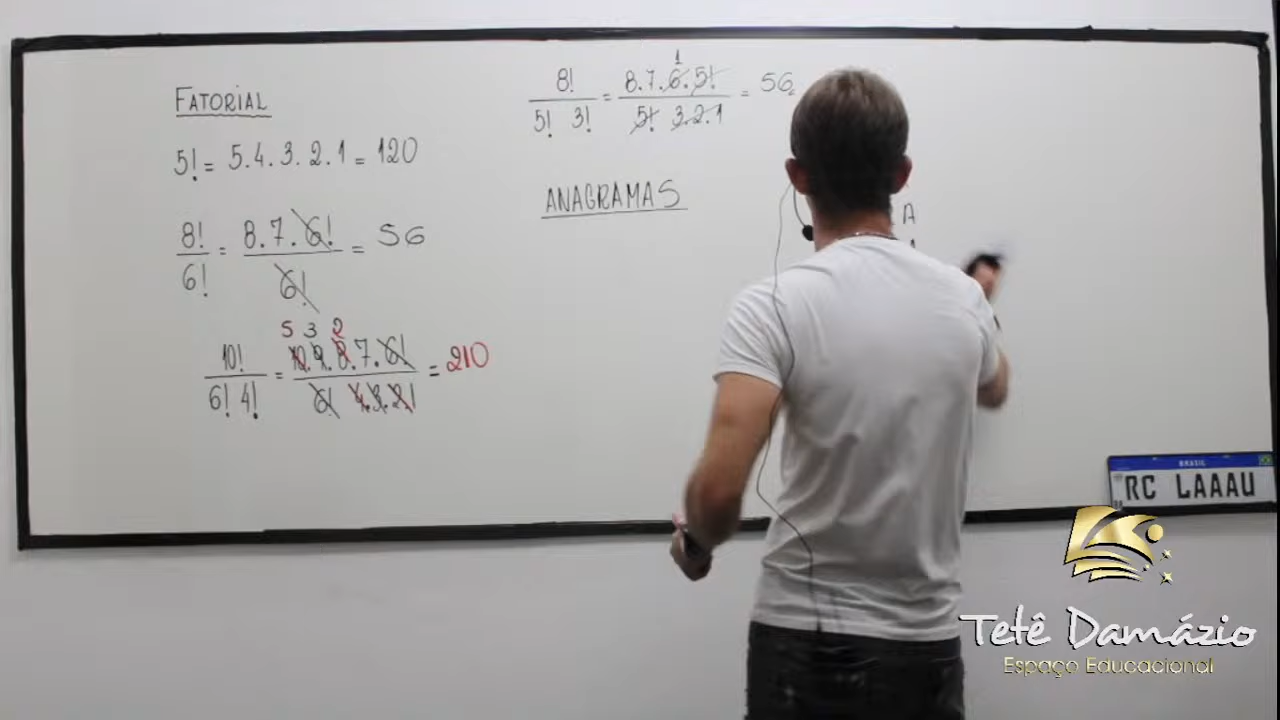 FATORIAL
5! = 5.4.3.2.1 = 120
8!/6! = 8.7.6!/6! = 56
5 3 2
10!/6! 4! = 10.9.8.7.6!/6! 4.3.2.1 = 210
1
8!/5! 3! = 8.7.6.5!/5! 3.2.1 = 56
ANAGRAMAS
A
BRASIL
RC LAAAU
Tetê Damázio
Espaço Educacional